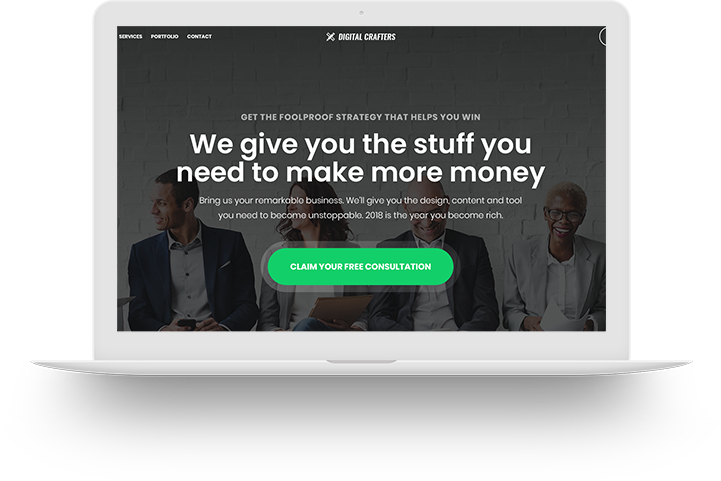 SERVICES PORTFOLIO CONTACT DIGITAL CRAFTERS
GET THE FOOLPROOF STRATEGY THAT HELPS YOU WIN
We give you the stuff you
need to make more money
Bring us your remarkable business. We'll give you the design, content and tool
you need to become unstoppable. 2018 is the year you become rich.
CLAIM YOUR FREE CONSULTATION